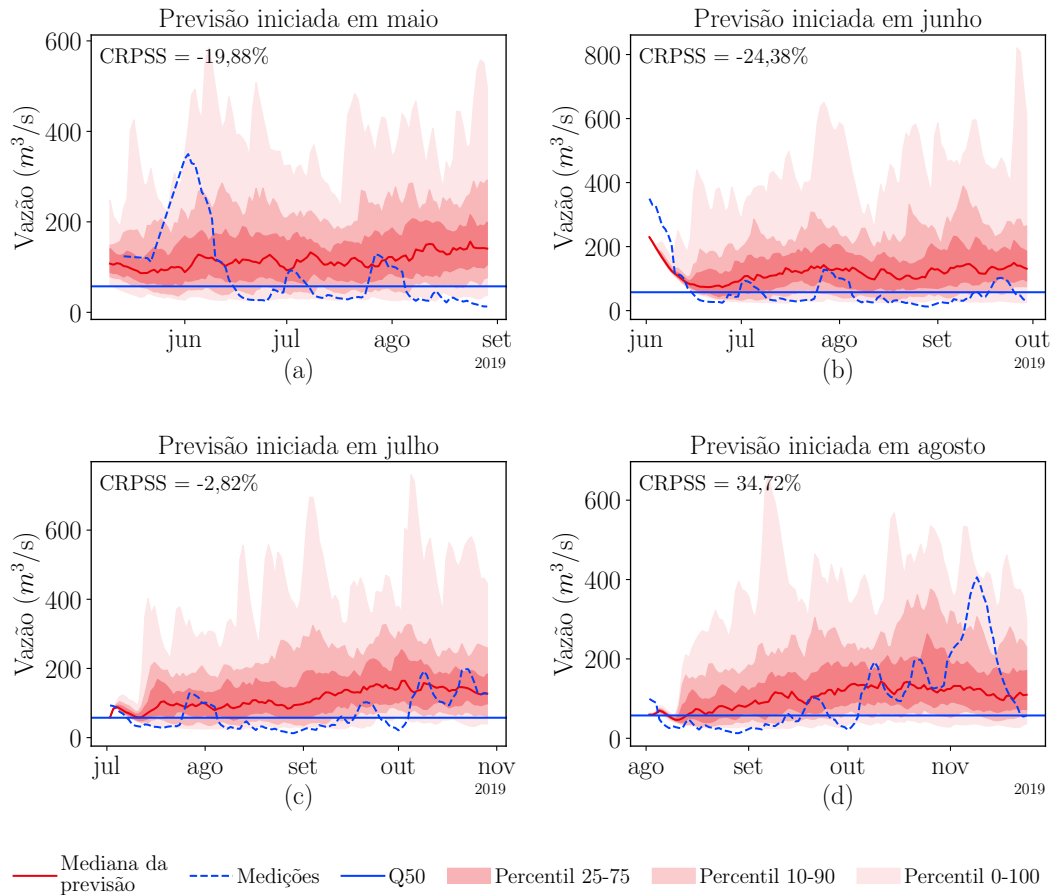 Previsão iniciada em maio
CRPSS = -19,88%
Vazão (m³/s)
600
400
200
0
jun jul ago set
2019
(a)
Previsão iniciada em junho
CRPSS = -24,38%
Vazão (m³/s)
800
600
400
200
0
jun jul ago set out
2019
(b)
Previsão iniciada em julho
CRPSS = -2,82%
Vazão (m³/s)
600
400
200
0
jul ago set out nov
2019
(c)
Previsão iniciada em agosto
CRPSS = 34,72%
Vazão (m³/s)
600
400
200
0
ago set out nov
2019
(d)
Mediana da
previsão
Medições
Q50
Percentil 25-75
Percentil 10-90
Percentil 0-100